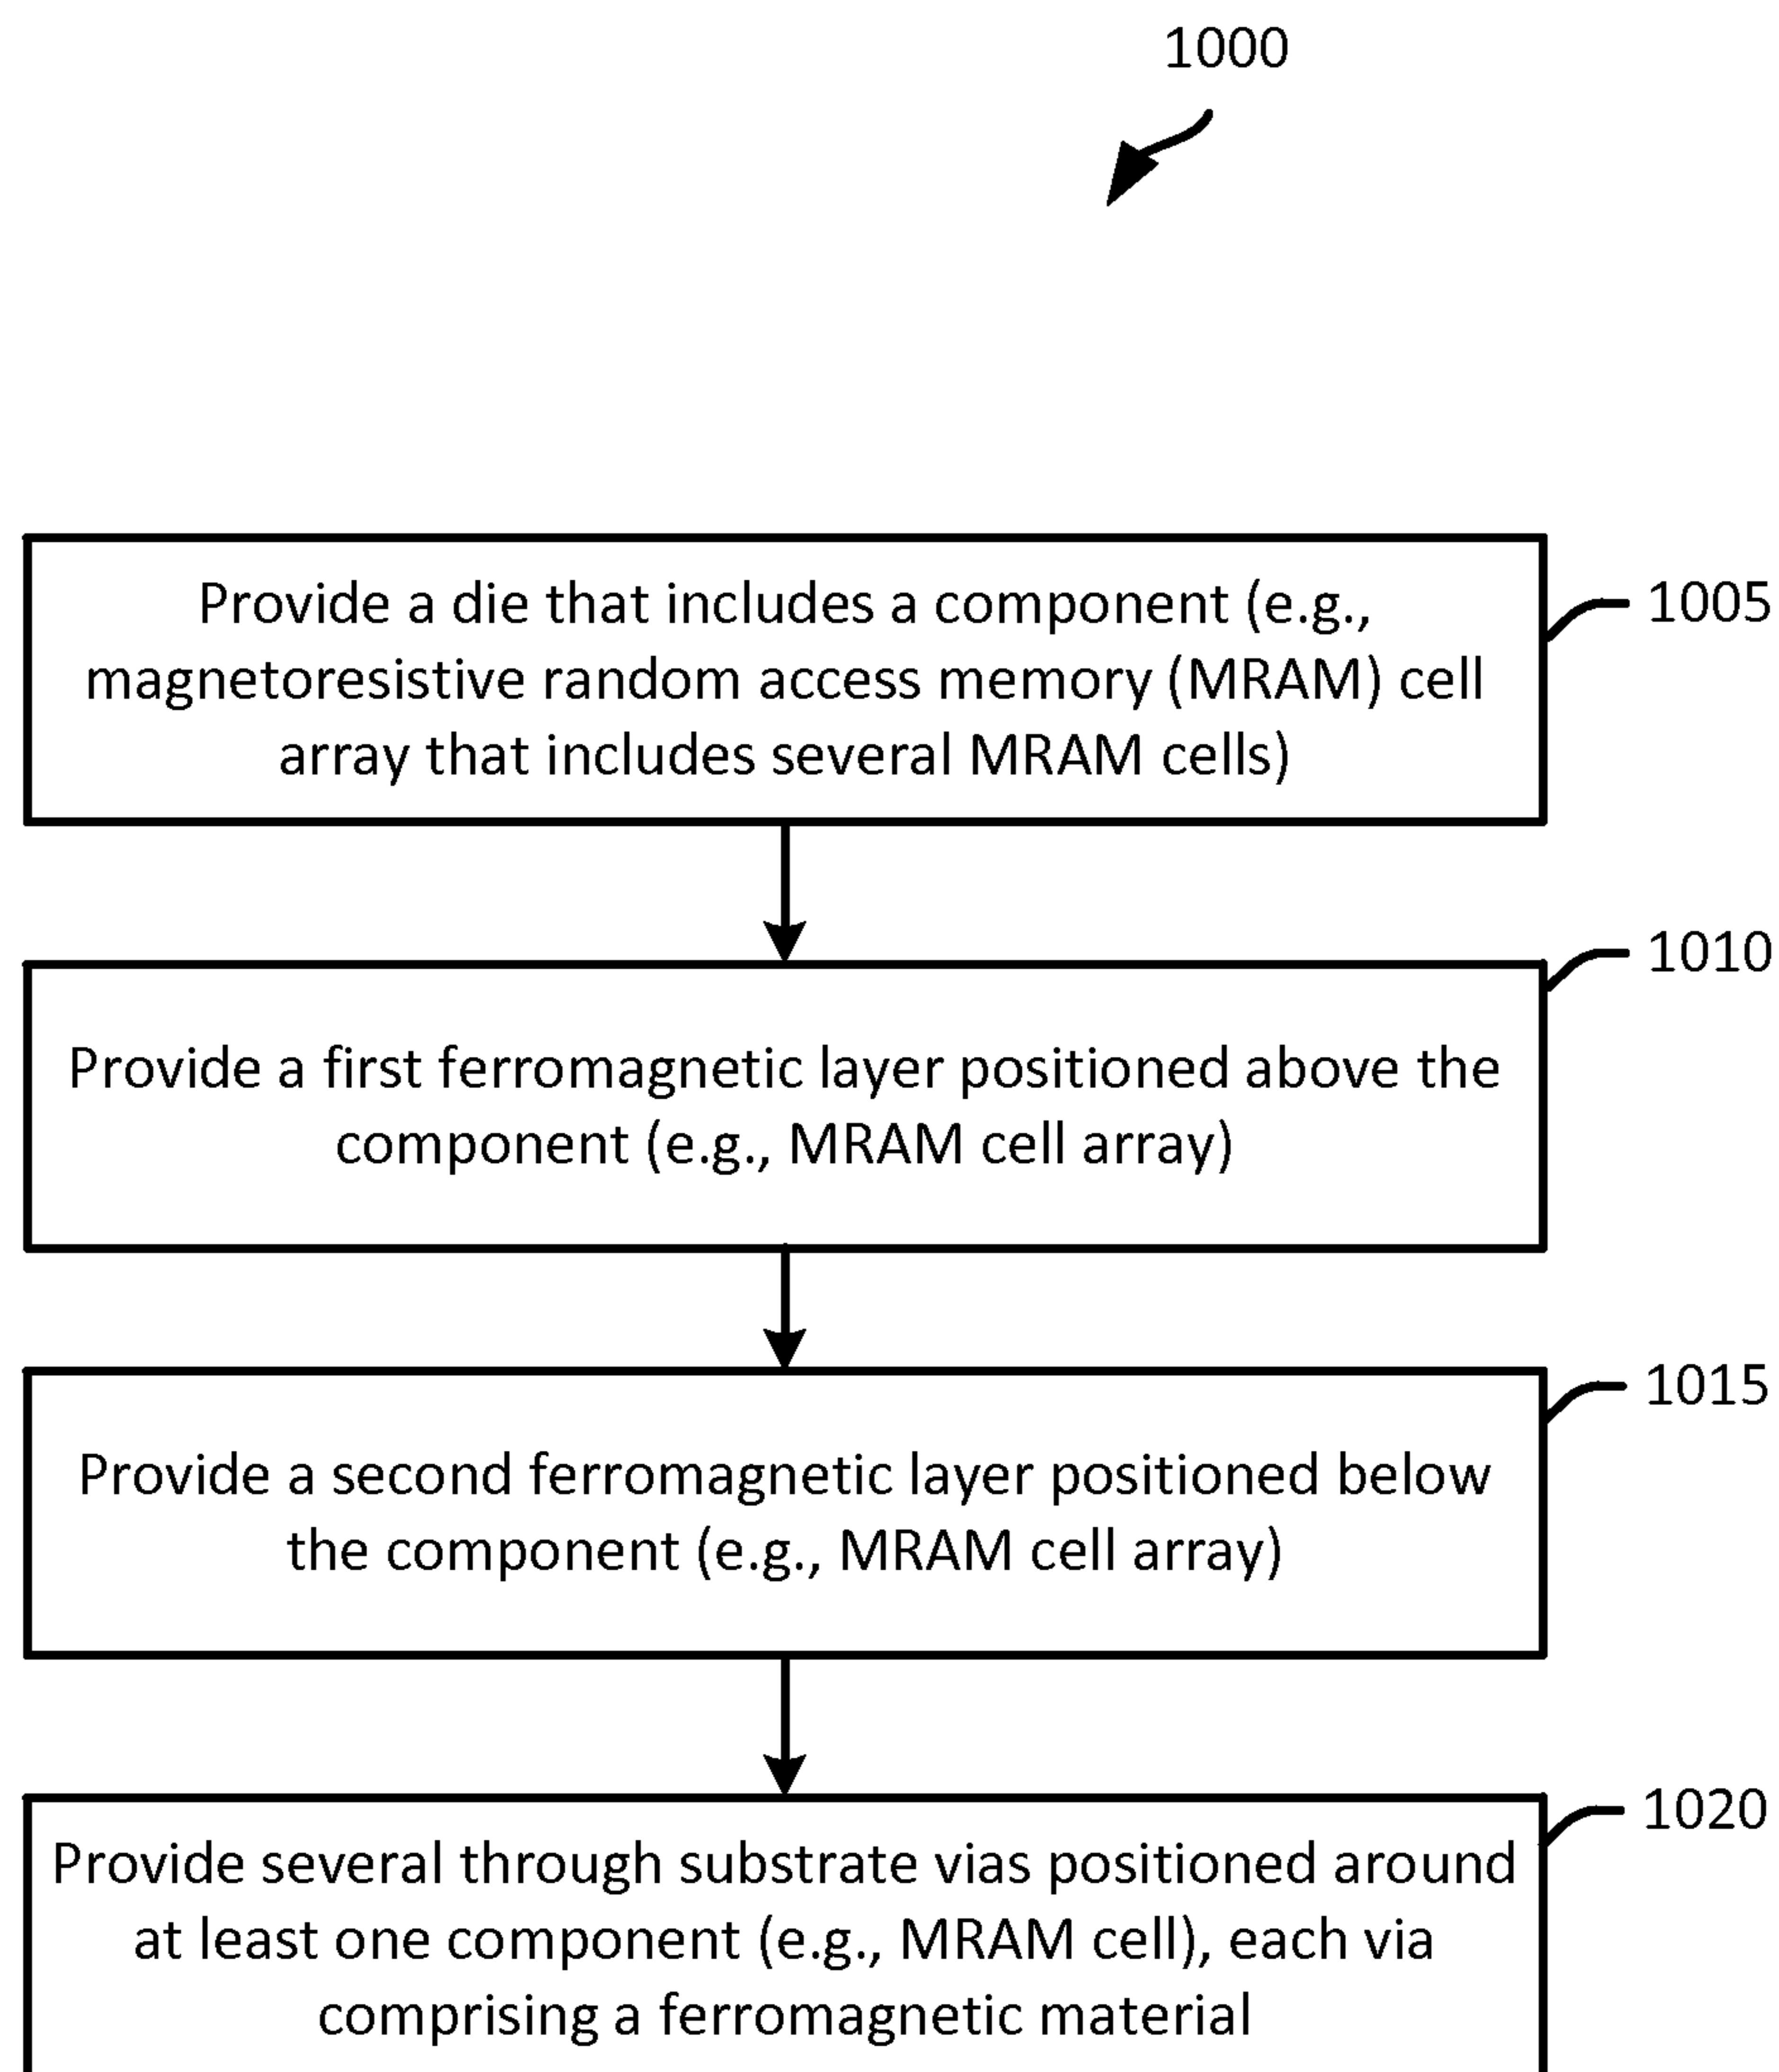 1000
Provide a die that includes a component (e.g.,
magnetoresistive random access memory (MRAM) cell
array that includes several MRAM cells)
1005
Provide a first ferromagnetic layer positioned above the
component (e.g., MRAM cell array)
1010
Provide a second ferromagnetic layer positioned below
the component (e.g., MRAM cell array)
1015
Provide several through substrate vias positioned around
at least one component (e.g., MRAM cell), each via
comprising a ferromagnetic material
1020